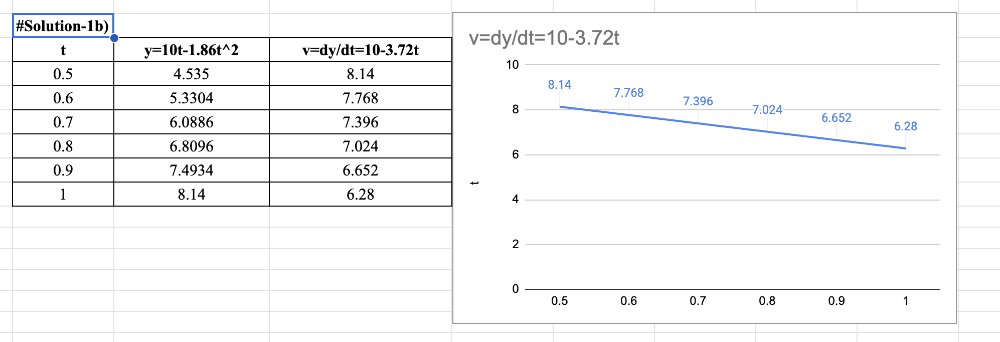 #Solution-1b)
t y=10t-1.86t^2 v=dy/dt=10-3.72t
0.5 4.535 8.14
0.6 5.3304 7.768
0.7 6.0886 7.396
0.8 6.8096 7.024
0.9 7.4934 6.652
1 8.14 6.28
v=dy/dt=10-3.72t
10
8
6
4
2
0
t
8.14 7.768 7.396 7.024 6.652 6.28
0.5 0.6 0.7 0.8 0.9 1